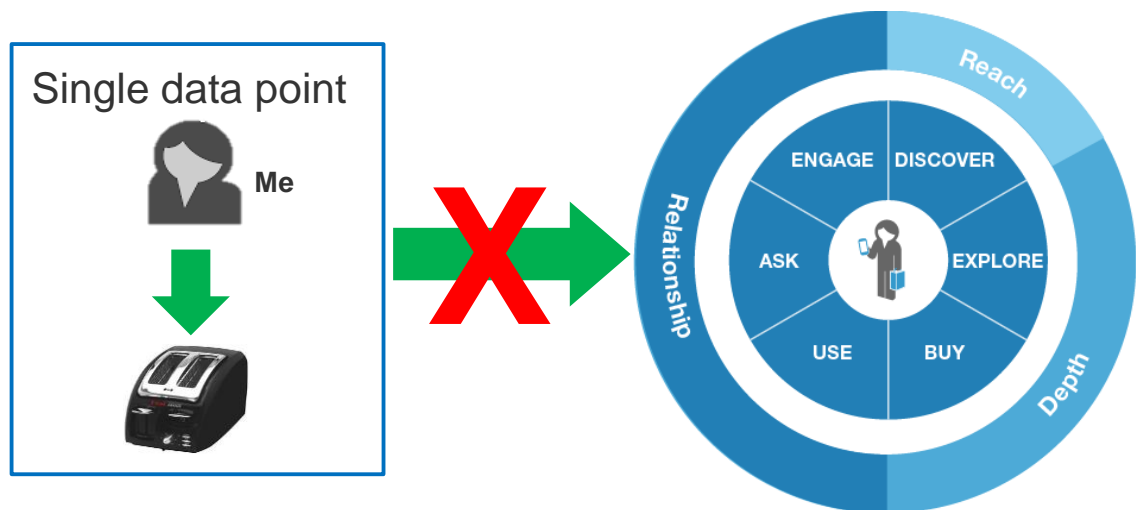 Single data point
Me
X
Reach
Relationship
Depth
ENGAGE
DISCOVER
ASK
EXPLORE
USE
BUY